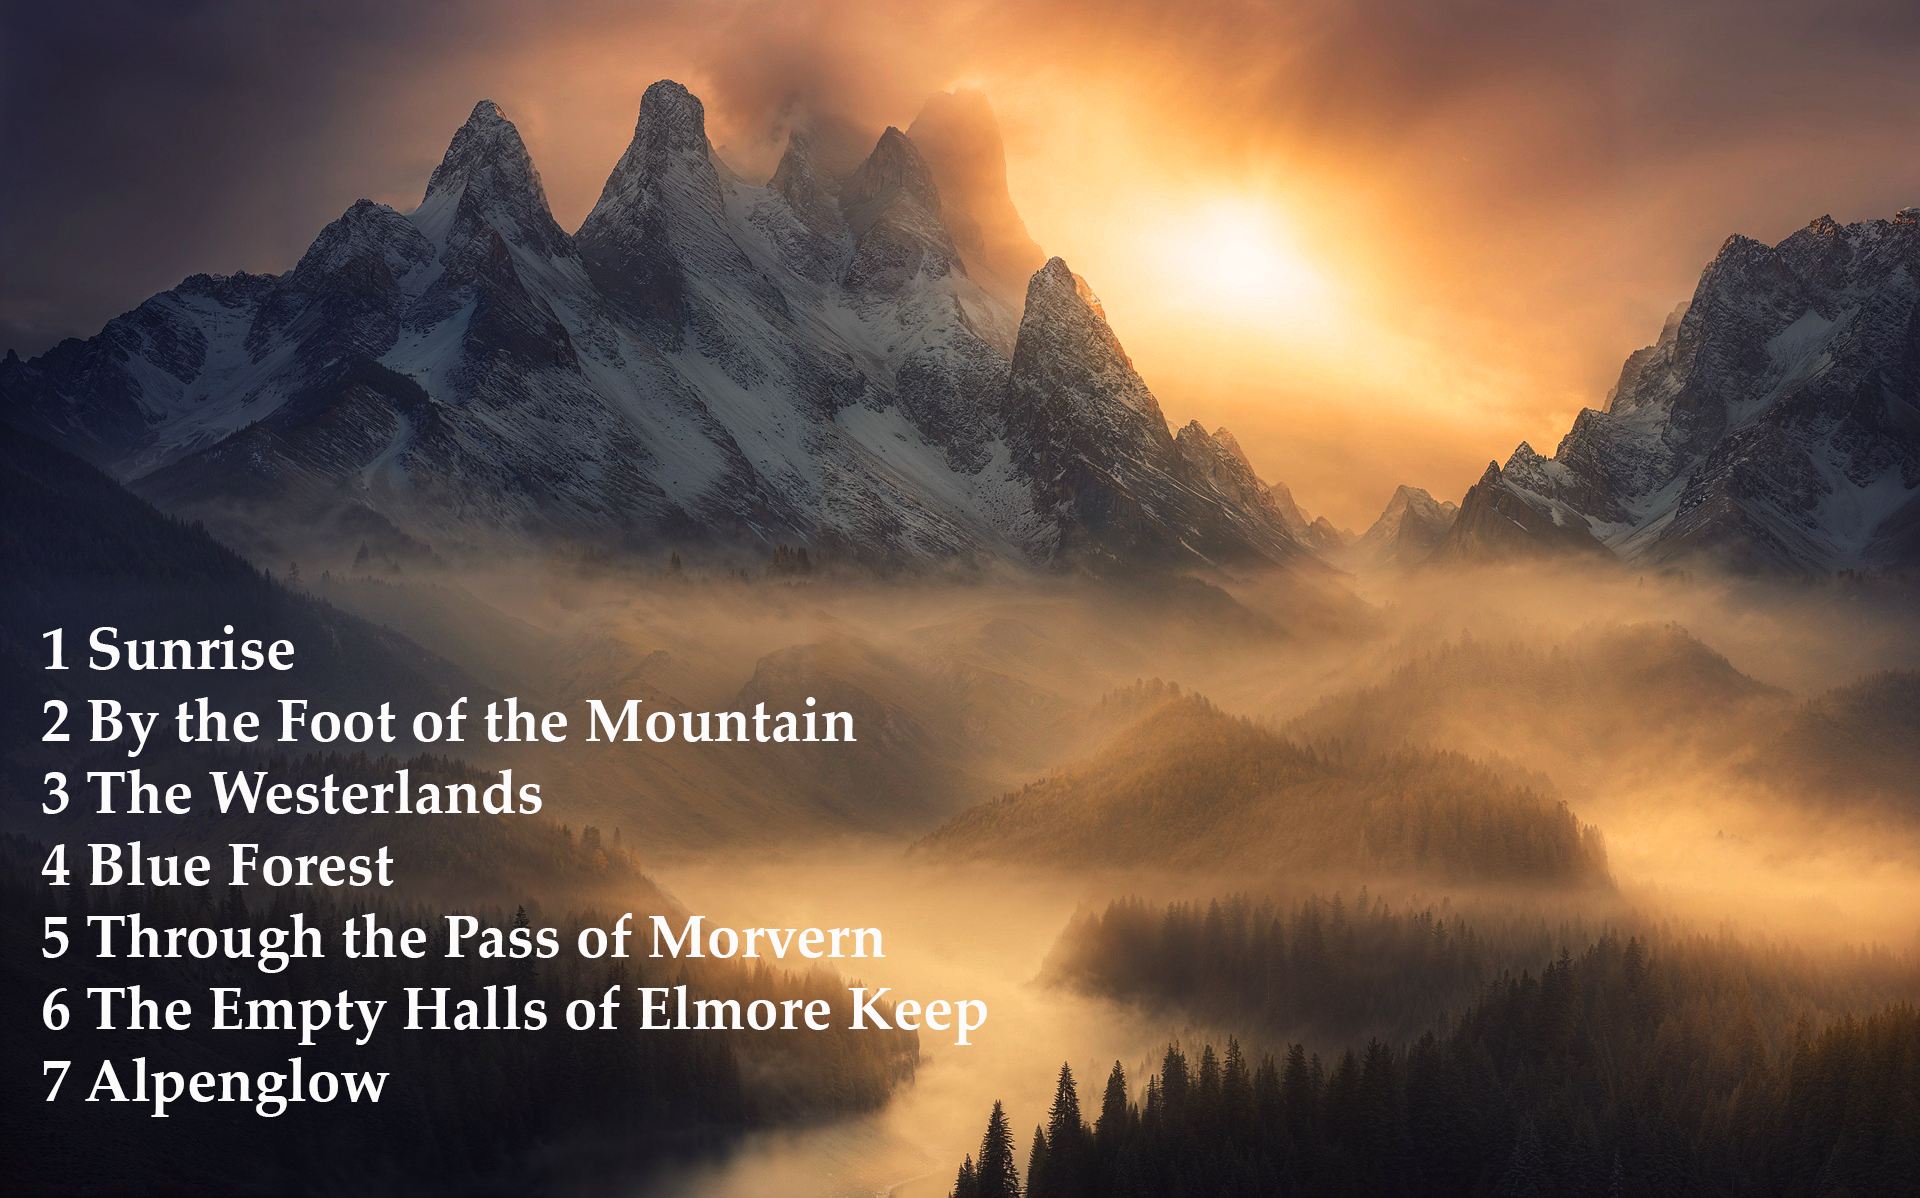 1 Sunrise
2 By the Foot of the Mountain
3 The Westerlands
4 Blue Forest
5 Through the Pass of Morvern
6 The Empty Halls of Elmore Keep
7 Alpenglow